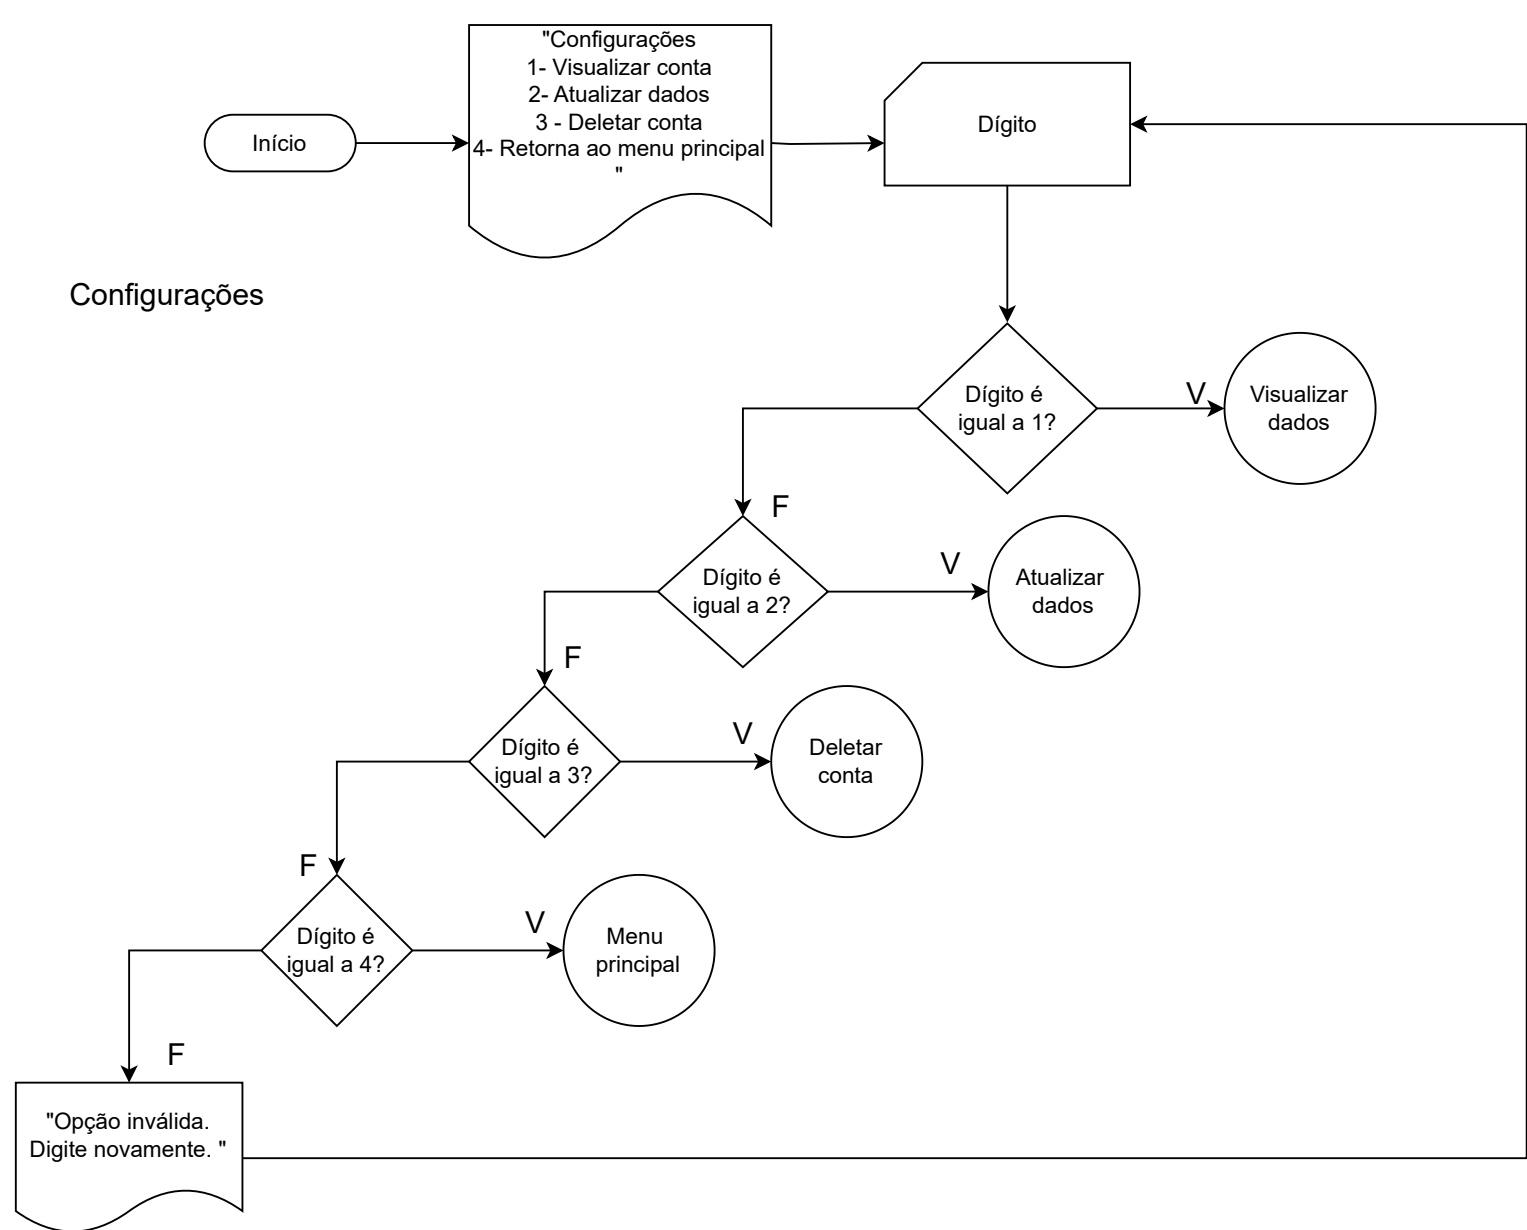 "Configurações
1- Visualizar conta
2- Atualizar dados
3 - Deletar conta
4- Retorna ao menu principal
"
Início
Dígito
Configurações
Dígito é
igual a 1?
V
Visualizar
dados
F
Dígito é
igual a 2?
V
Atualizar
dados
F
Dígito é
igual a 3?
V
Deletar
conta
F
Dígito é
igual a 4?
V
Menu
principal
F
"Opção inválida.
Digite novamente. "